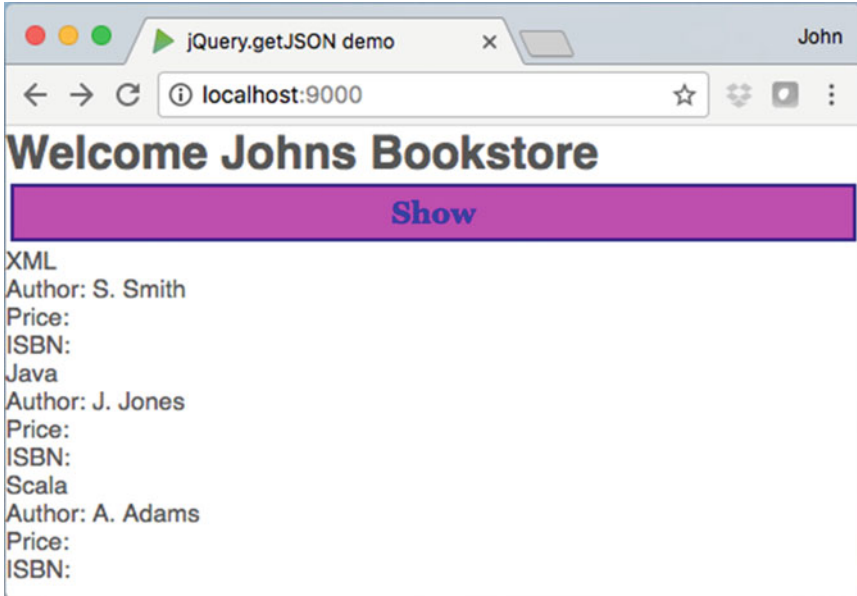 jQuery.getJSON demo
John
localhost:9000
Welcome Johns Bookstore
Show
XML
Author: S. Smith
Price:
ISBN:
Java
Author: J. Jones
Price:
ISBN:
Scala
Author: A. Adams
Price:
ISBN: